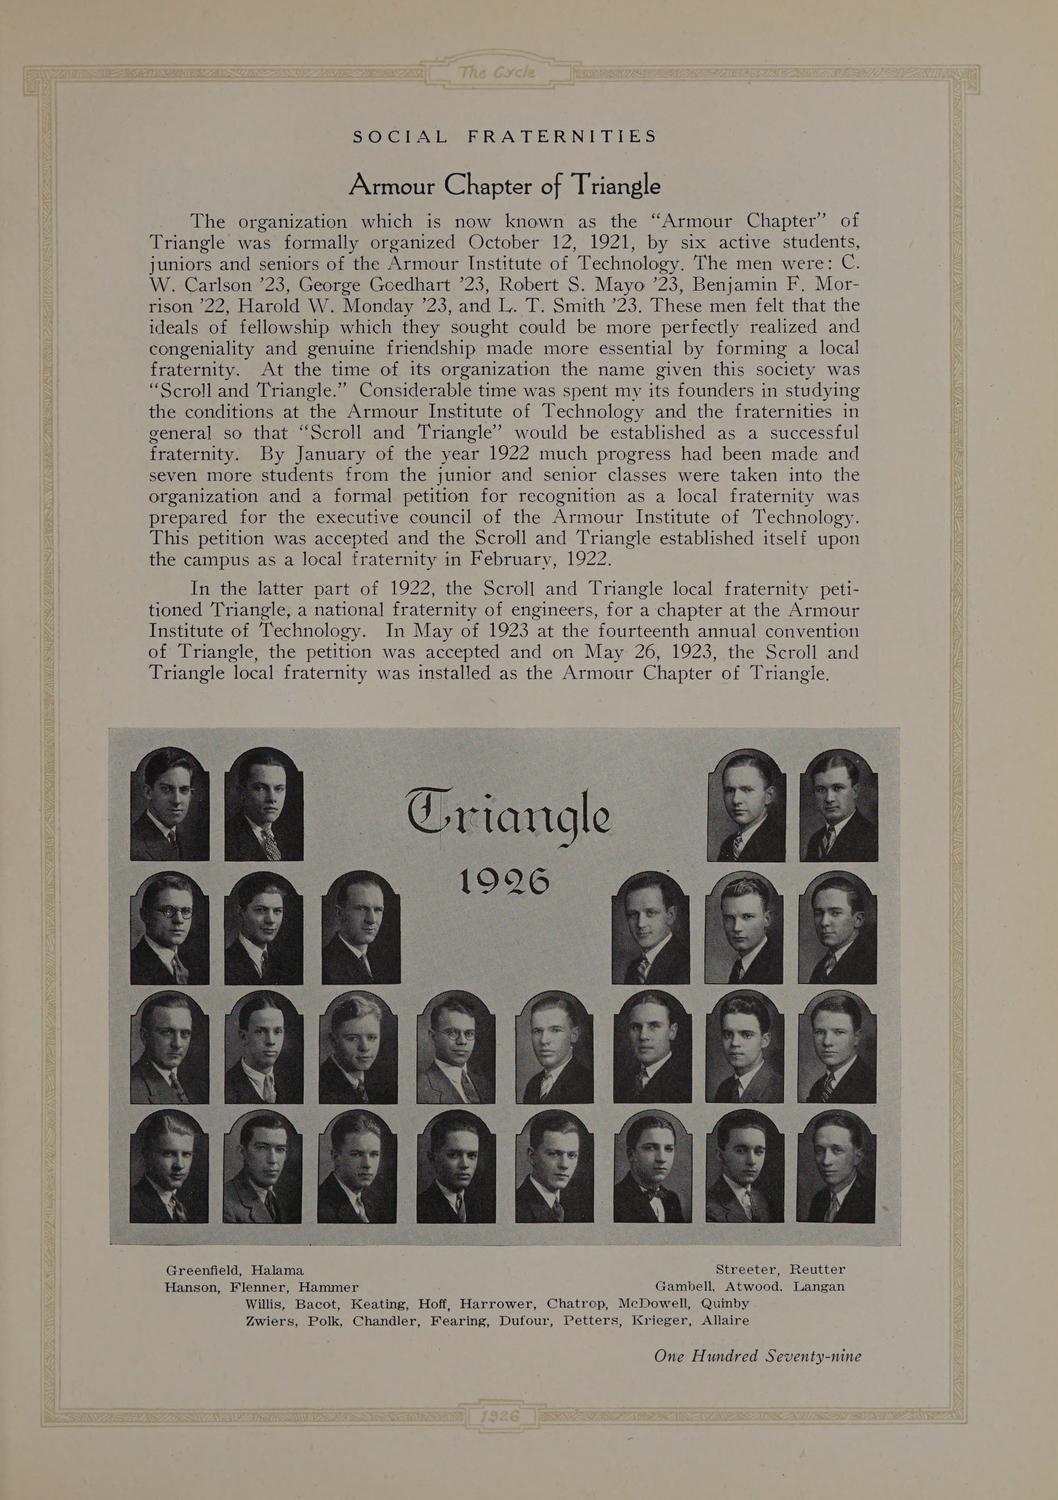 The Cycle
SOCIAL FRATERNITIES
Armour Chapter of Triangle
The organization which is now known as the “Armour Chapter” of
Triangle was formally organized October 12, 1921, by six active students,
juniors and seniors of the Armour Institute of Technology. The men were: C.
W. Carlson ’23, George Goedhart ’23, Robert S. Mayo ’23, Benjamin F. Mor-
rison ’22, Harold W. Monday ’23, and L. T. Smith ’23. These men felt that the
ideals of fellowship which they sought could be more perfectly realized and
congeniality and genuine friendship made more essential by forming a local
fraternity. At the time of its organization the name given this society was
“Scroll and Triangle.” Considerable time was spent my its founders in studying
the conditions at the Armour Institute of Technology and the fraternities in
general so that “Scroll and Triangle” would be established as a successful
fraternity. By January of the year 1922 much progress had been made and
seven more students from the junior and senior classes were taken into the
organization and a formal petition for recognition as a local fraternity was
prepared for the executive council of the Armour Institute of Technology.
This petition was accepted and the Scroll and Triangle established itself upon
the campus as a local fraternity in February, 1922.
In the latter part of 1922, the Scroll and Triangle local fraternity peti-
tioned Triangle, a national fraternity of engineers, for a chapter at the Armour
Institute of Technology. In May of 1923 at the fourteenth annual convention
of Triangle, the petition was accepted and on May 26, 1923, the Scroll and
Triangle local fraternity was installed as the Armour Chapter of Triangle.
Triangle
1926
Greenfield, Halama Streeter, Reutter
Hanson, Flenner, Hammer Gambell, Atwood. Langan
Willis, Bacot, Keating, Hoff, Harrower, Chatrop, McDowell, Quinby
Zwiers, Polk, Chandler, Fearing, Dufour, Petters, Krieger, Allaire
One Hundred Seventy-nine
1926